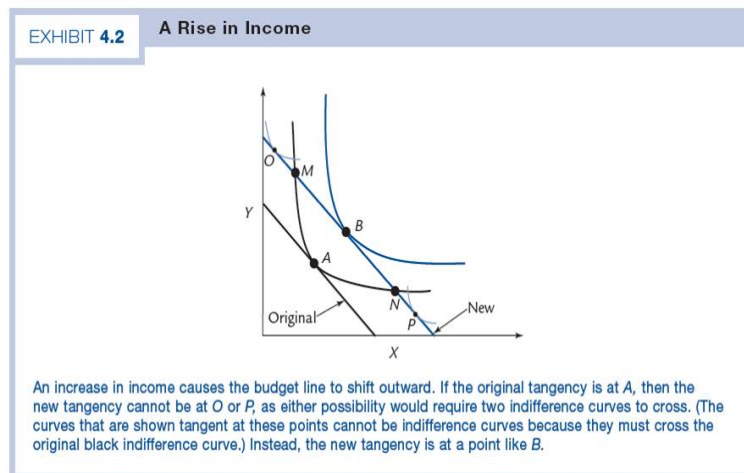 EXHIBIT 4.2
A Rise in Income
O
M
Y
B
A
N
New
Original
P
X
An increase in income causes the budget line to shift outward. If the original tangency is at A, then the
new tangency cannot be at O or P, as either possibility would require two indifference curves to cross. (The
curves that are shown tangent at these points cannot be indifference curves because they must cross the
original black indifference curve.) Instead, the new tangency is at a point like B.